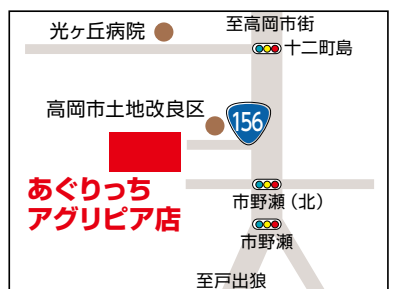 至高岡市街
光ヶ丘病院
十二町島
高岡市土地改良区
156
あぐりっち
アグリピア店
市野瀬（北）
市野瀬
至戸出狼